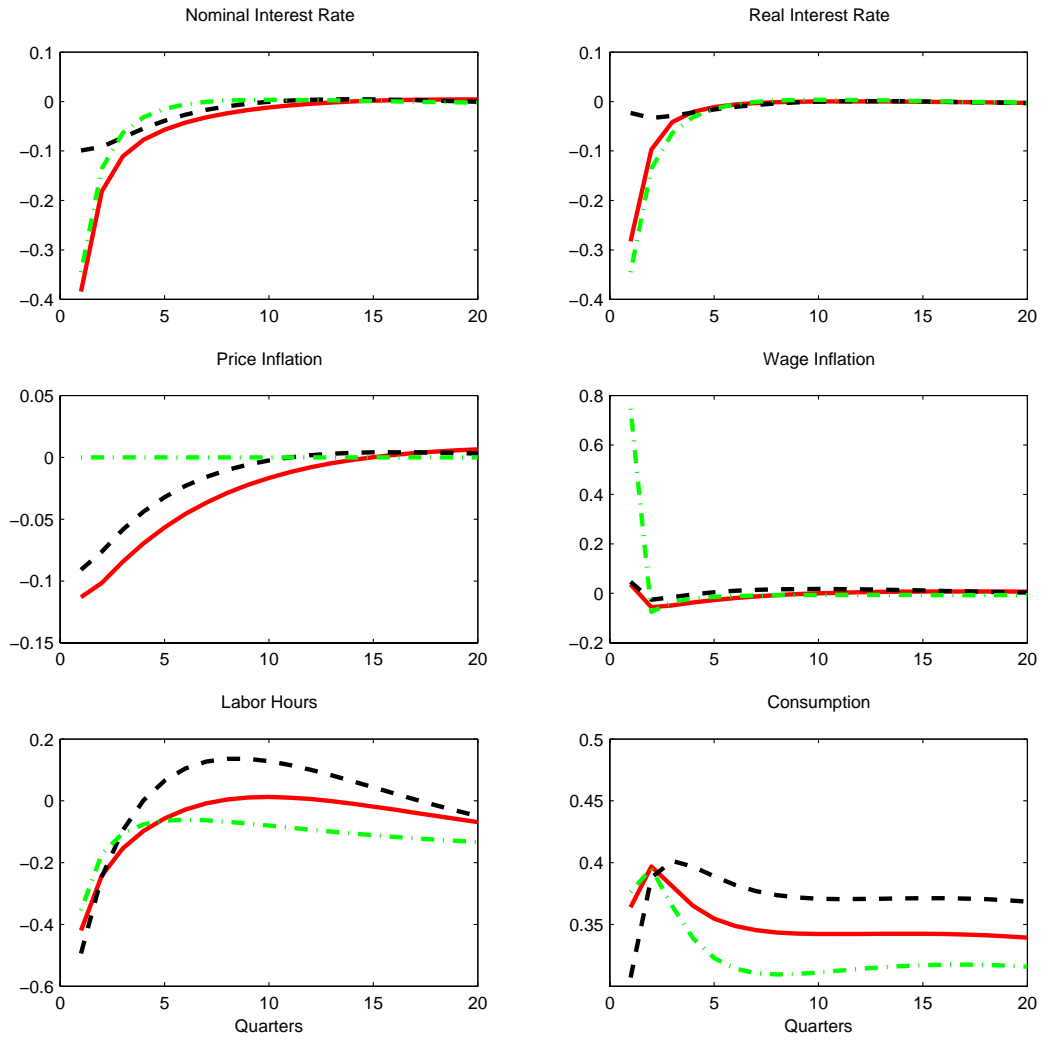 Nominal Interest Rate
0.1
0
−0.1
−0.2
−0.3
−0.4
0 5 10 15 20
Real Interest Rate
0.1
0
−0.1
−0.2
−0.3
−0.4
0 5 10 15 20
Price Inflation
0.05
0
−0.05
−0.1
−0.15
0 5 10 15 20
Wage Inflation
0.8
0.6
0.4
0.2
0
−0.2
0 5 10 15 20
Labor Hours
0.2
0
−0.2
−0.4
−0.6
0 5 10 15 20
Quarters
Consumption
0.5
0.45
0.4
0.35
0 5 10 15 20
Quarters